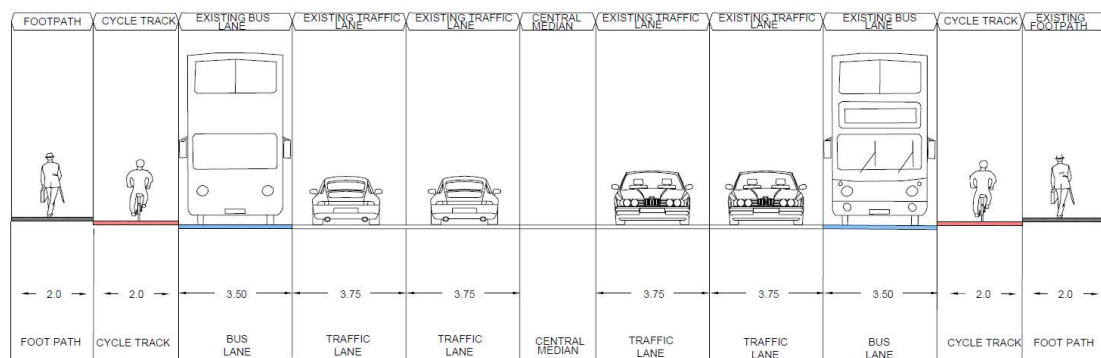 FOOTPATH
CYCLE TRACK
EXISTING BUS
LANE
EXISTING TRAFFIC
LANE
EXISTING TRAFFIC
LANE
CENTRAL
MEDIAN
EXISTING TRAFFIC
LANE
EXISTING TRAFFIC
LANE
EXISTING BUS
LANE
CYCLE TRACK
EXISTING
FOOTPATH
2.0
2.0
3.50
3.75
3.75
3.75
3.75
3.50
2.0
2.0
FOOT PATH
CYCLE TRACK
BUS
LANE
TRAFFIC
LANE
TRAFFIC
LANE
CENTRAL
MEDIAN
TRAFFIC
LANE
TRAFFIC
LANE
BUS
LANE
CYCLE TRACK
FOOT PATH